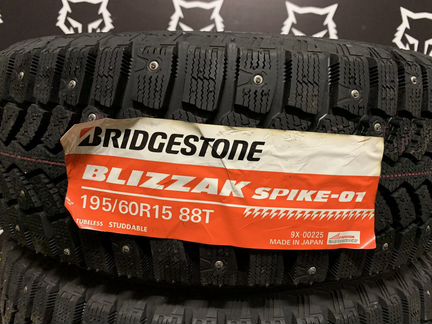 BRIDGESTONE
BLIZZAK SPIKE-01
195/60R15 88T
TUBELESS STUDDABLE
9X 00225
MADE IN JAPAN